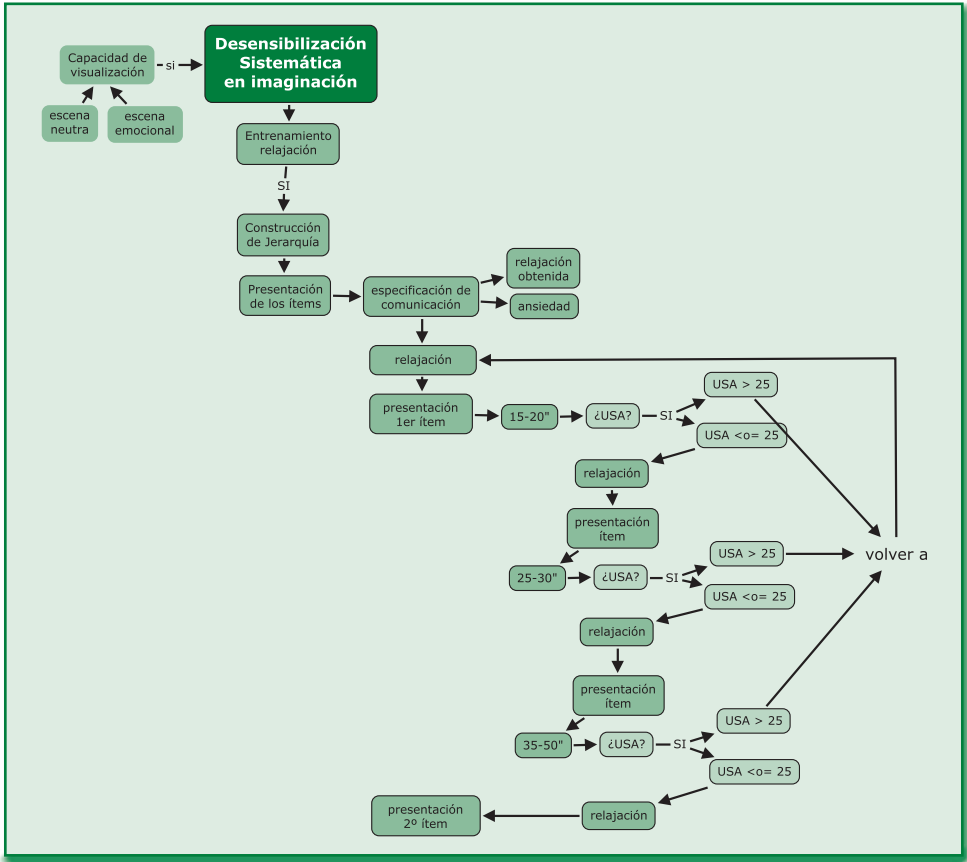 Desensibilización
Sistemática
en imaginación
Capacidad de
visualización
si
escena
neutra
escena
emocional
Entrenamiento
relajación
SI
Construcción
de Jerarquía
Presentación
de los ítems
especificación de
comunicación
relajación
obtenida
ansiedad
relajación
presentación
1er ítem
15-20"
¿USA?
SI
USA > 25
USA <o= 25
relajación
presentación
ítem
25-30"
¿USA?
SI
USA > 25
volver a
USA <o= 25
relajación
presentación
ítem
35-50"
¿USA?
SI
USA > 25
USA <o= 25
relajación
presentación
2º ítem